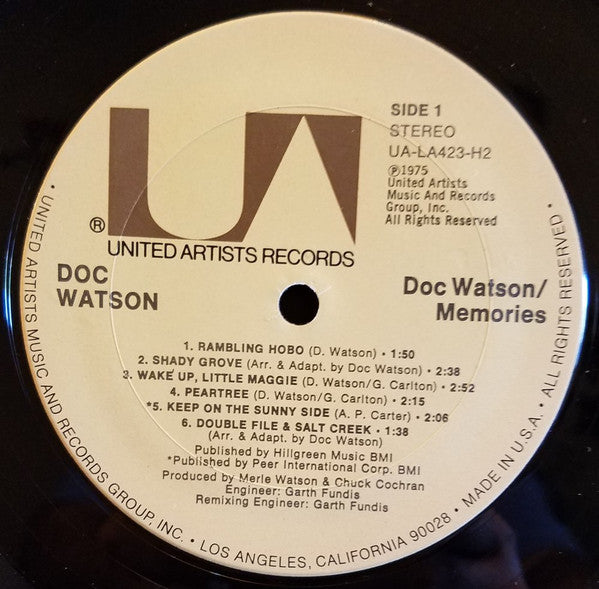 SIDE 1
STEREO
UA-LA423-H2
℗1975
United Artists
Music And Records
Group, Inc.
All Rights Reserved
UA
®
UNITED ARTISTS RECORDS
DOC
WATSON
Doc Watson/
Memories
1. RAMBLING HOBO (D. Watson) • 1:50
2. SHADY GROVE (Arr. & Adapt. by Doc Watson) • 2:38
3. WAKE UP, LITTLE MAGGIE (D. Watson/G. Carlton) • 2:52
4. PEARTREE (D. Watson/G. Carlton) • 2:15
*5. KEEP ON THE SUNNY SIDE (A. P. Carter) • 2:06
6. DOUBLE FILE & SALT CREEK • 1:38
(Arr. & Adapt. by Doc Watson)
Published by Hillgreen Music BMI
*Published by Peer International Corp. BMI
Produced by Merle Watson & Chuck Cochran
Engineer: Garth Fundis
Remixing Engineer: Garth Fundis
• UNITED ARTISTS MUSIC AND RECORDS GROUP, INC. • LOS ANGELES, CALIFORNIA 90028 • MADE IN U.S.A. • ALL RIGHTS RESERVED •